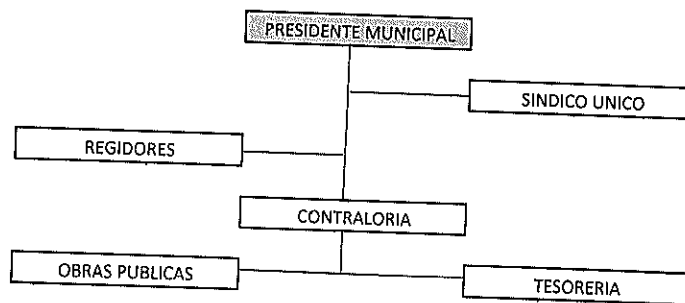 PRESIDENTE MUNICIPAL
SINDICO UNICO
REGIDORES
CONTRALORIA
OBRAS PUBLICAS
TESORERIA